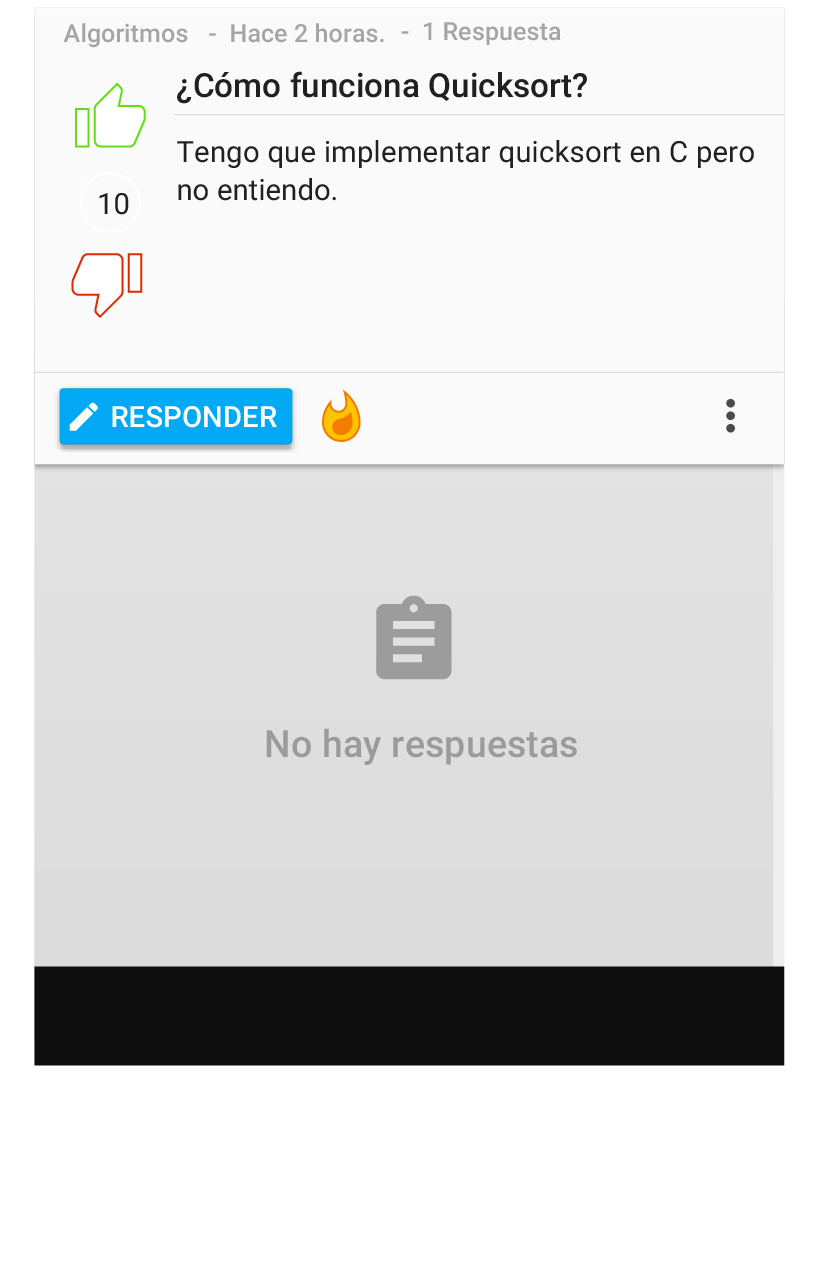 Algoritmos - Hace 2 horas. - 1 Respuesta
¿Cómo funciona Quicksort?
Tengo que implementar quicksort en C pero
no entiendo.
10
RESPONDER
No hay respuestas